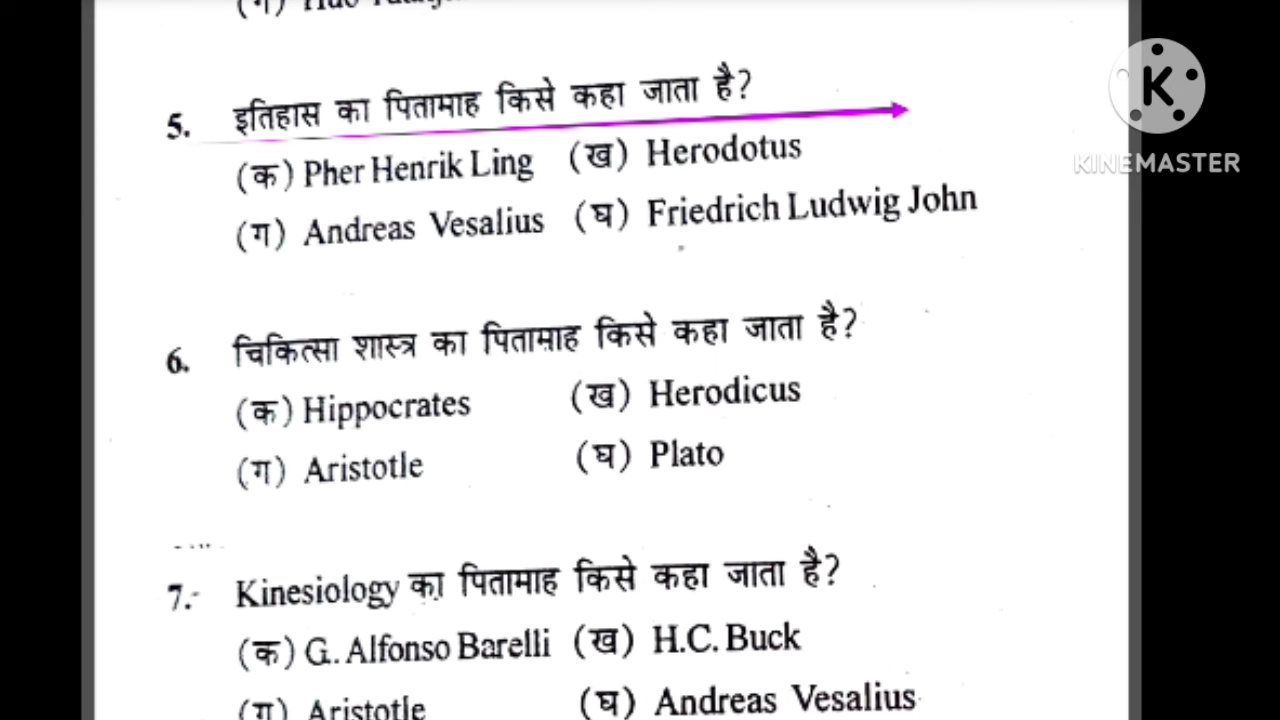 5. इतिहास का पितामाह किसे कहा जाता है?
(क) Pher Henrik Ling (ख) Herodotus
(ग) Andreas Vesalius (घ) Friedrich Ludwig John
6. चिकित्सा शास्त्र का पितामाह किसे कहा जाता है?
(क) Hippocrates (ख) Herodicus
(ग) Aristotle (घ) Plato
7. Kinesiology का पितामाह किसे कहा जाता है?
(क) G. Alfonso Barelli (ख) H.C. Buck
(ग) Aristotle (घ) Andreas Vesalius
K
KINEMASTER